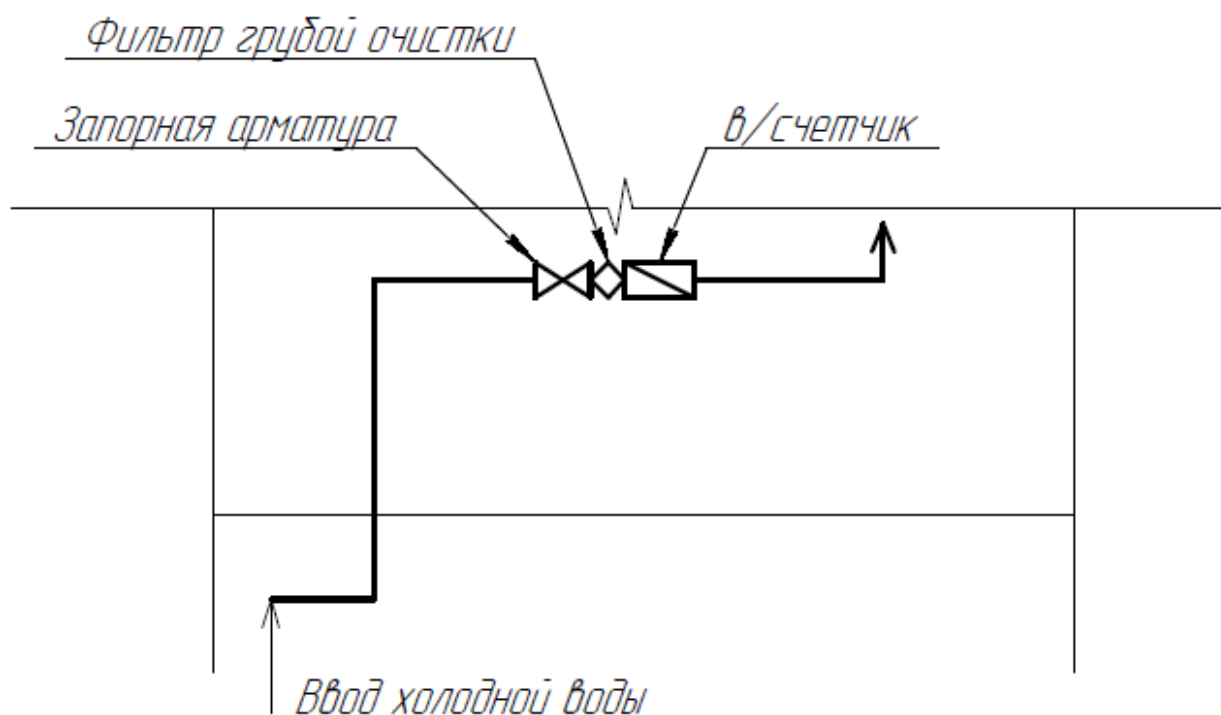 Фильтр грубой очистки
Запорная арматура
в/счетчик
Ввод холодной воды